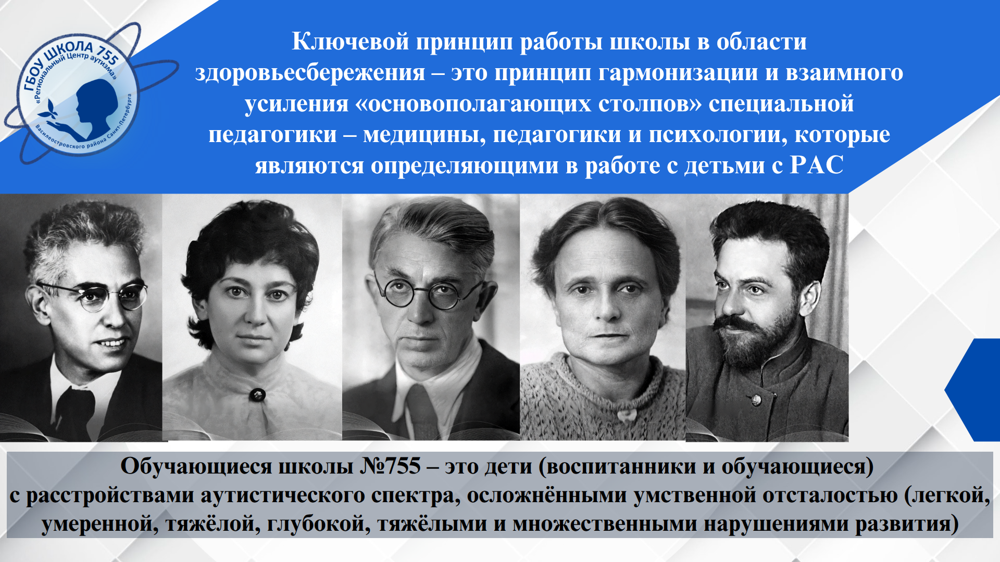 ГБОУ ШКОЛА 755
«Региональный Центр аутизма»
Василеостровского района Санкт-Петербурга
Ключевой принцип работы школы в области
здоровьесбережения – это принцип гармонизации и взаимного
усиления «основополагающих столпов» специальной
педагогики – медицины, педагогики и психологии, которые
являются определяющими в работе с детьми с РАС
Обучающиеся школы №755 – это дети (воспитанники и обучающиеся)
с расстройствами аутистического спектра, осложнёнными умственной отсталостью (легкой,
умеренной, тяжёлой, глубокой, тяжёлыми и множественными нарушениями развития)